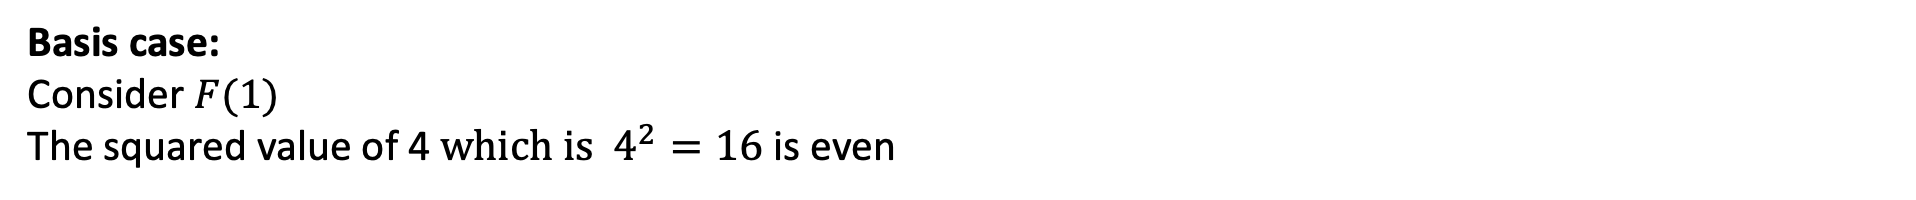 Basis case:
Consider F(1)
The squared value of 4 which is 4² = 16 is even